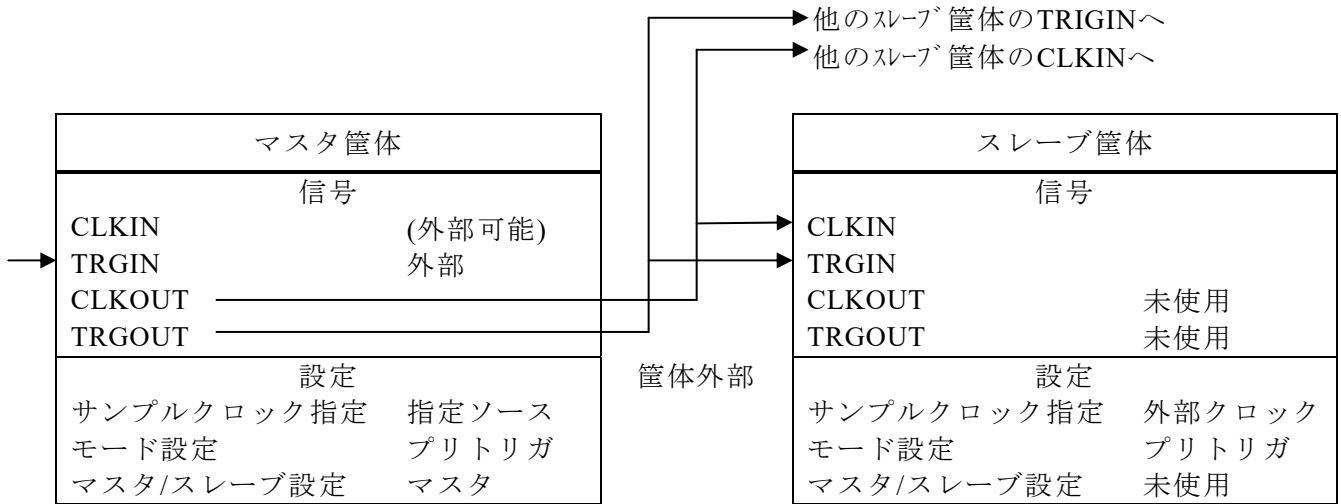 他のｽﾚｰﾌﾞ筐体のTRIGINへ
他のｽﾚｰﾌﾞ筐体のCLKINへ
マスタ筐体
信号
CLKIN (外部可能)
TRGIN 外部
CLKOUT
TRGOUT
設定
サンプルクロック指定 指定ソース
モード設定 プリトリガ
マスタ/スレーブ設定 マスタ
筐体外部
スレーブ筐体
信号
CLKIN
TRGIN
CLKOUT 未使用
TRGOUT 未使用
設定
サンプルクロック指定 外部クロック
モード設定 プリトリガ
マスタ/スレーブ設定 未使用